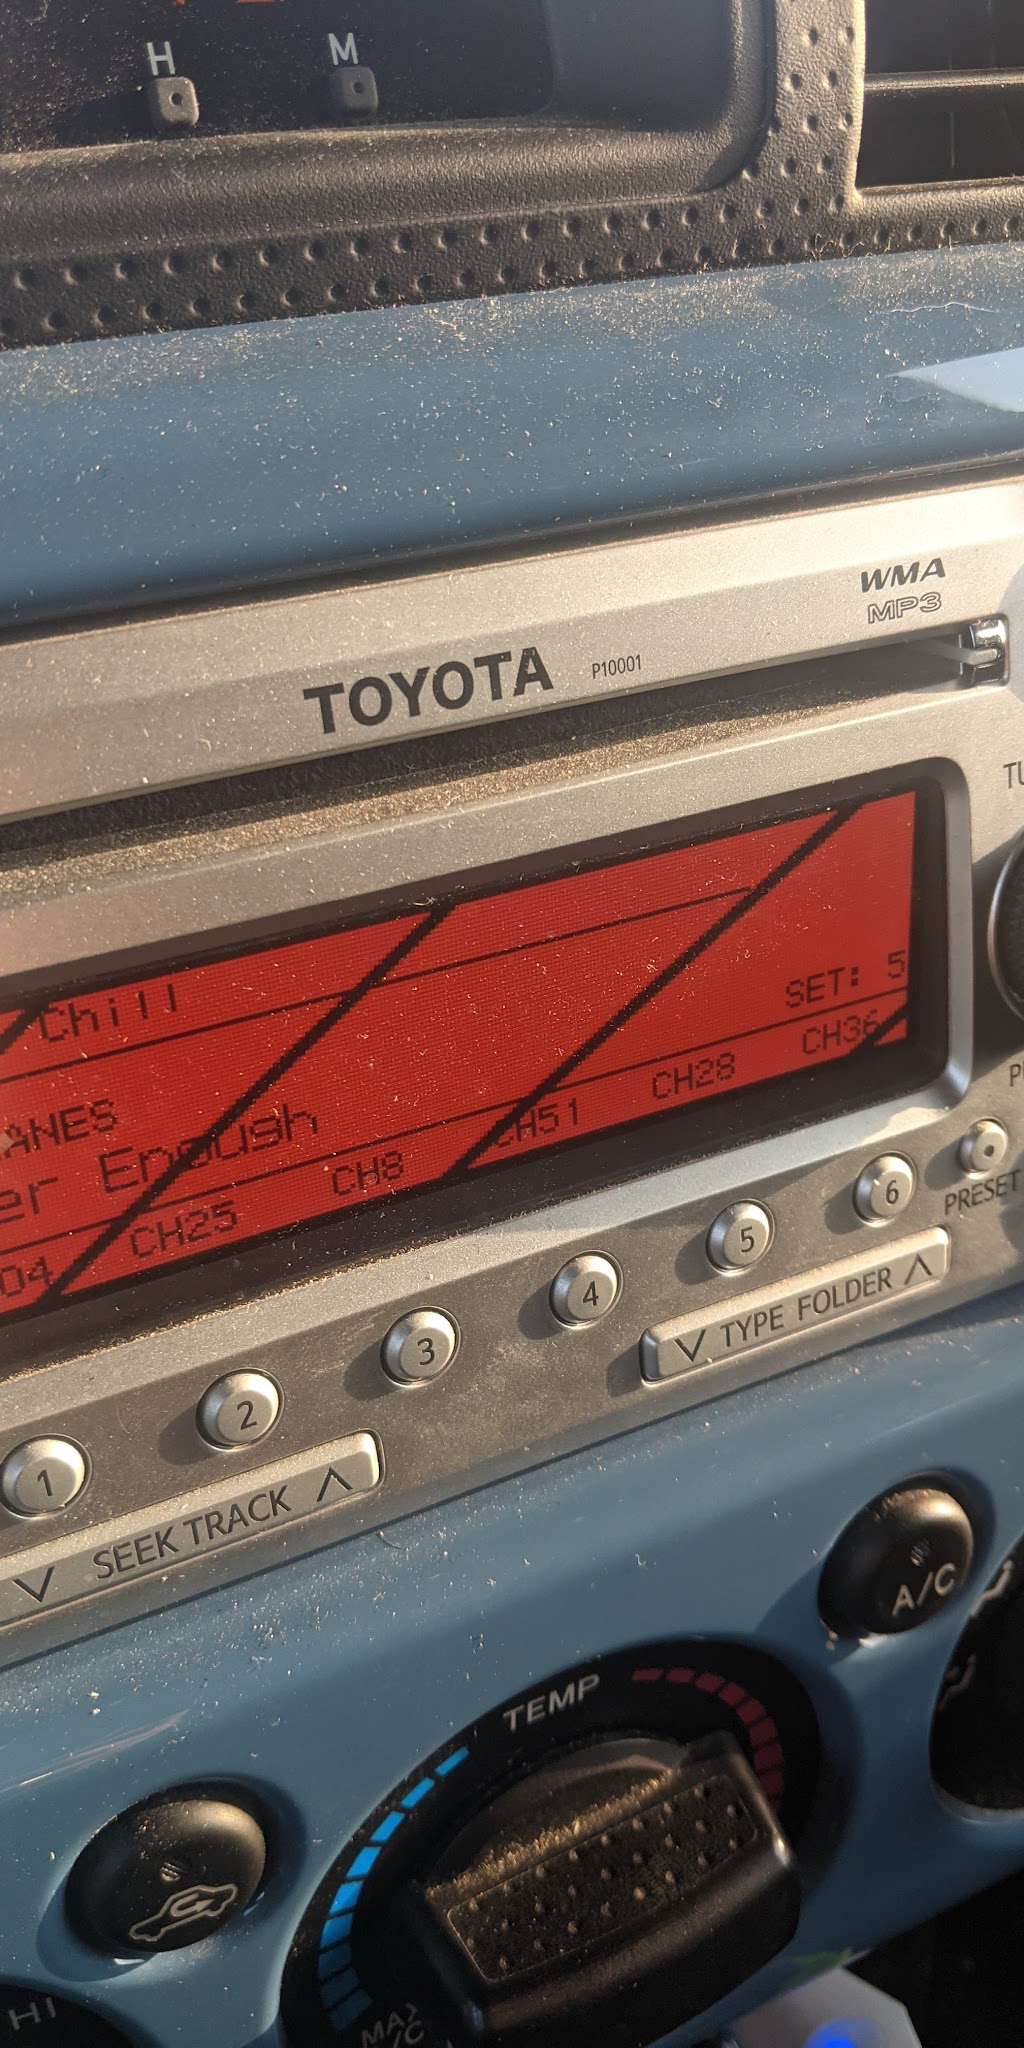 H M
WMA
MP3
TOYOTA P10001
Chill
SET: 5
ANES
er Enough
04 CH25 CH8 CH51 CH28 CH36
1 2 3 4 5 6
PRESET
SEEK TRACK
TYPE FOLDER
A/C
TEMP
HI